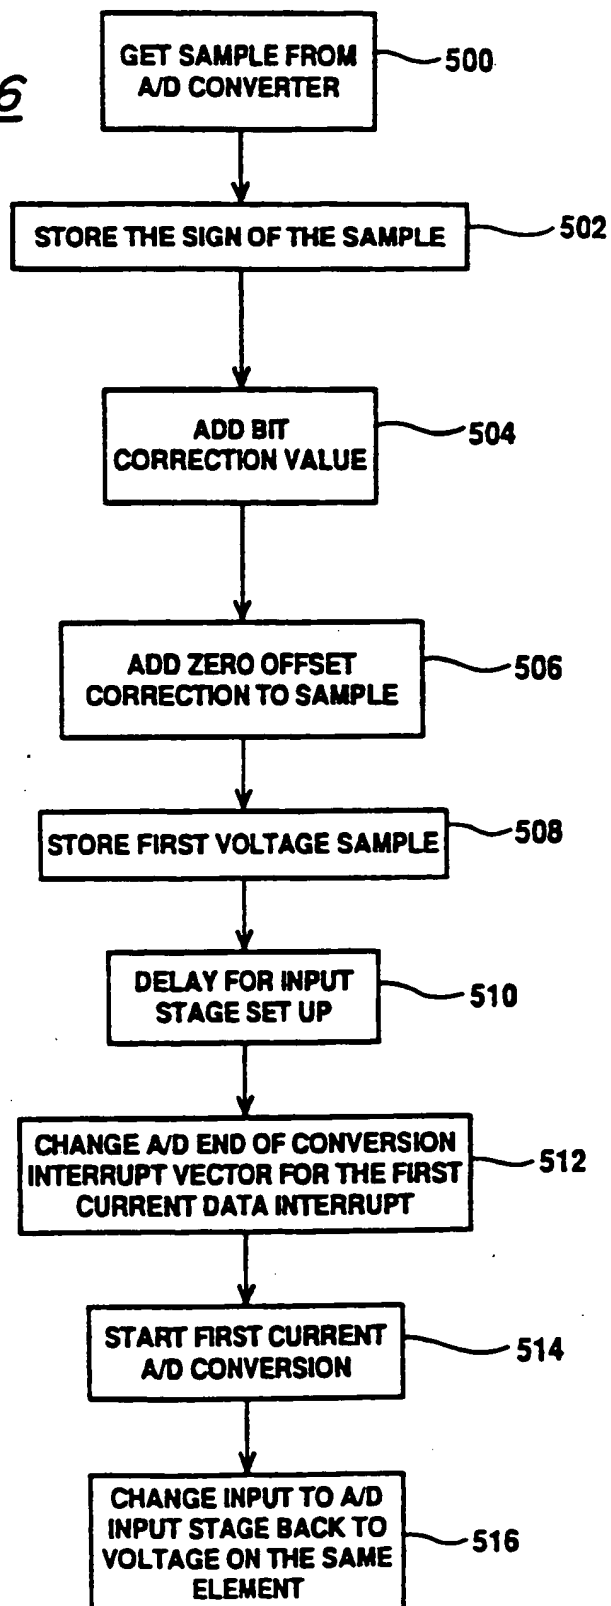 6
GET SAMPLE FROM
A/D CONVERTER
500
STORE THE SIGN OF THE SAMPLE
502
ADD BIT
CORRECTION VALUE
504
ADD ZERO OFFSET
CORRECTION TO SAMPLE
506
STORE FIRST VOLTAGE SAMPLE
508
DELAY FOR INPUT
STAGE SET UP
510
CHANGE A/D END OF CONVERSION
INTERRUPT VECTOR FOR THE FIRST
CURRENT DATA INTERRUPT
512
START FIRST CURRENT
A/D CONVERSION
514
CHANGE INPUT TO A/D
INPUT STAGE BACK TO
VOLTAGE ON THE SAME
ELEMENT
516